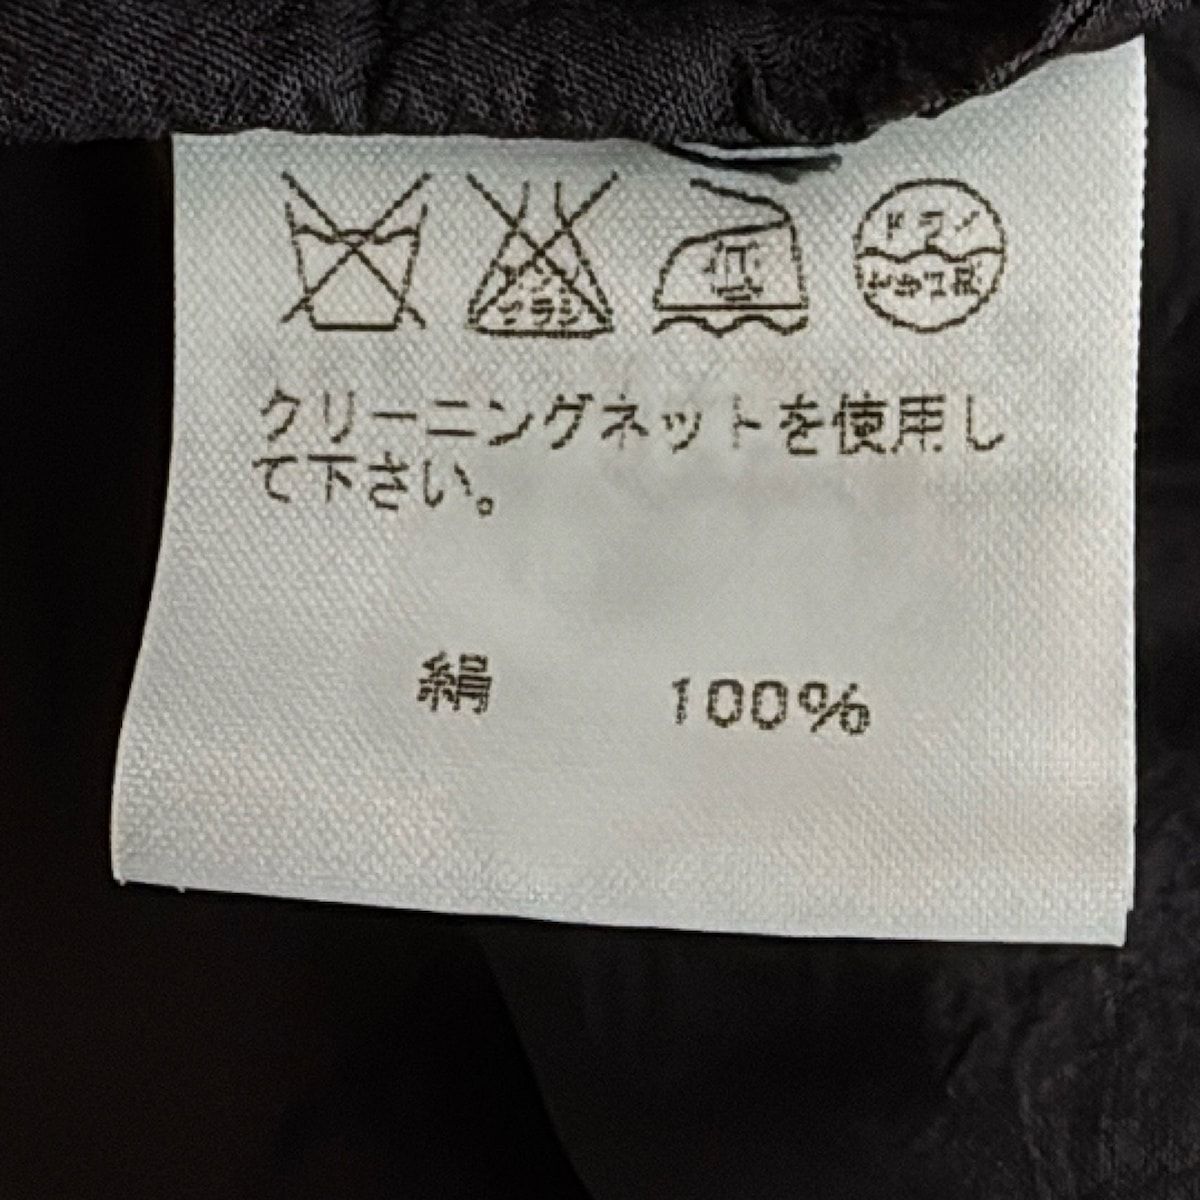 クリーニングネットを使用し
て下さい。
絹 100%